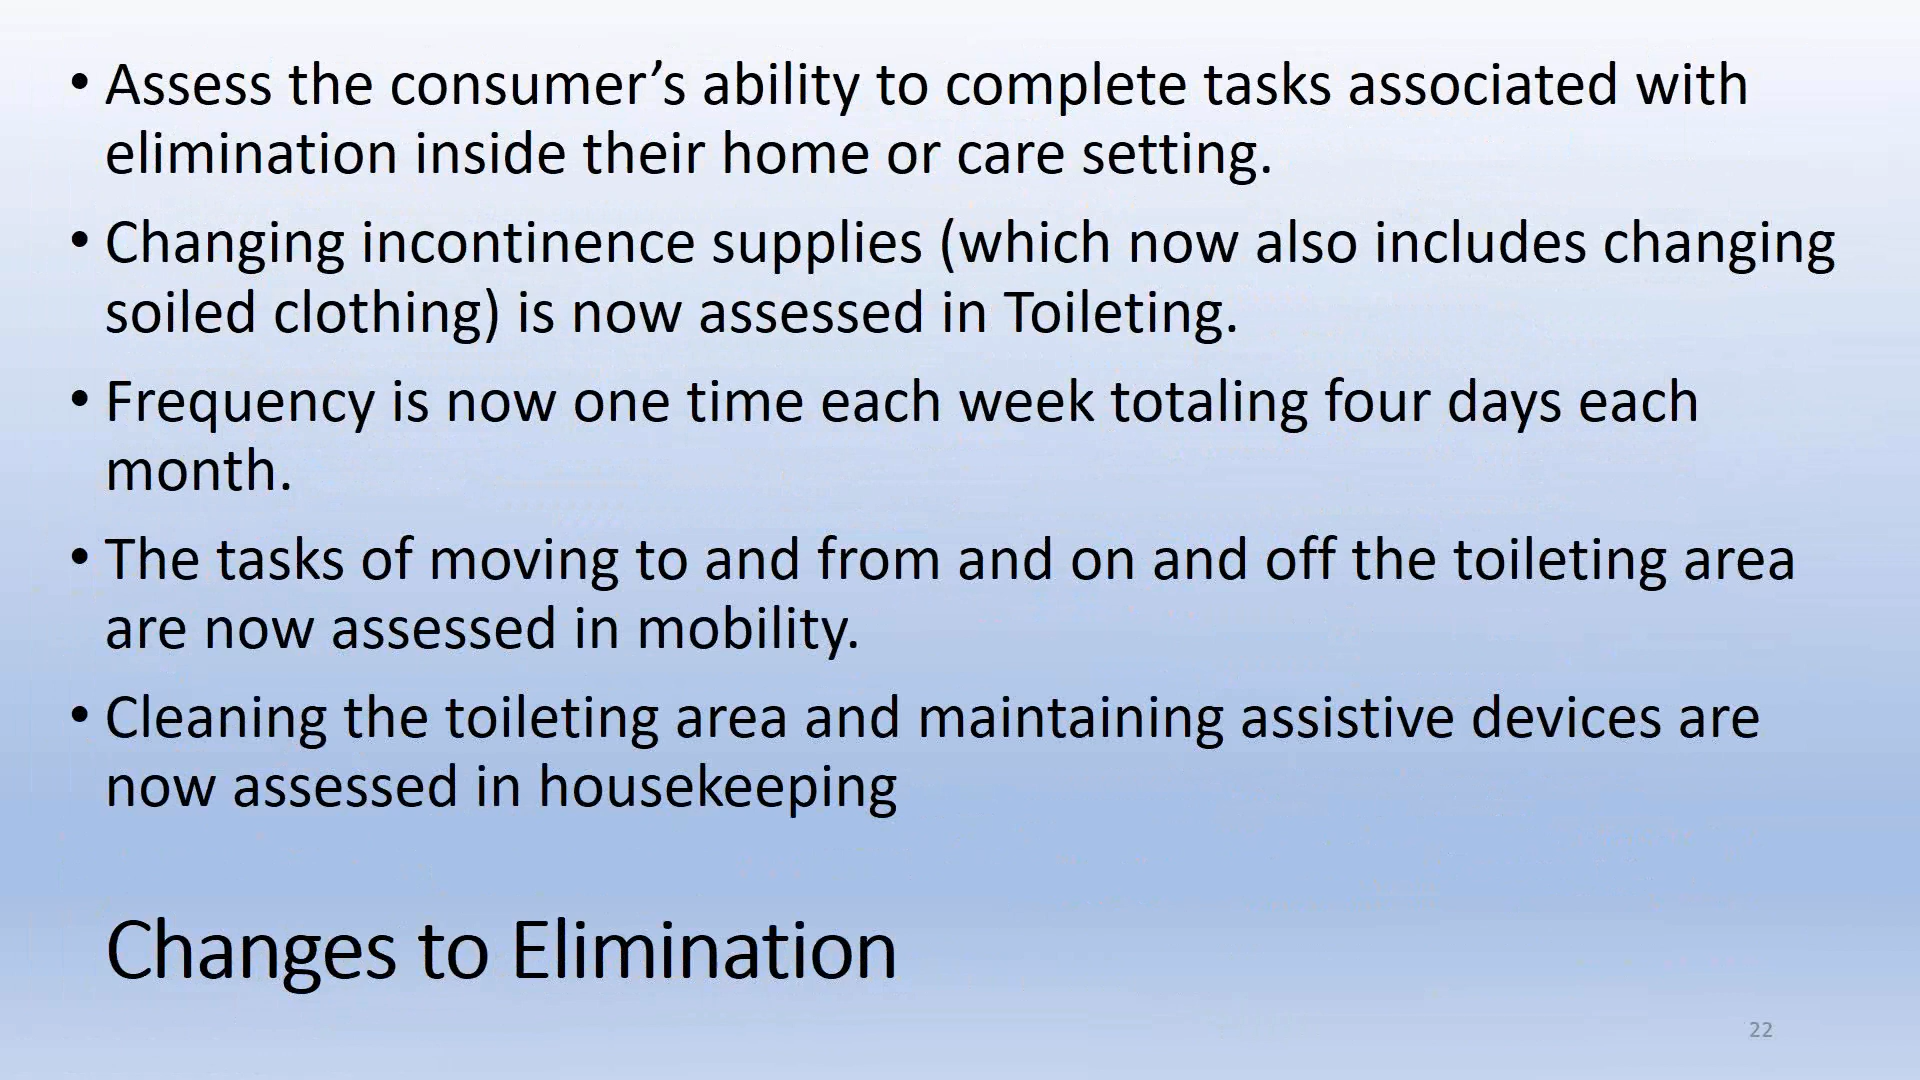 • Assess the consumer’s ability to complete tasks associated with
elimination inside their home or care setting.
• Changing incontinence supplies (which now also includes changing
soiled clothing) is now assessed in Toileting.
• Frequency is now one time each week totaling four days each
month.
• The tasks of moving to and from and on and off the toileting area
are now assessed in mobility.
• Cleaning the toileting area and maintaining assistive devices are
now assessed in housekeeping
Changes to Elimination
22